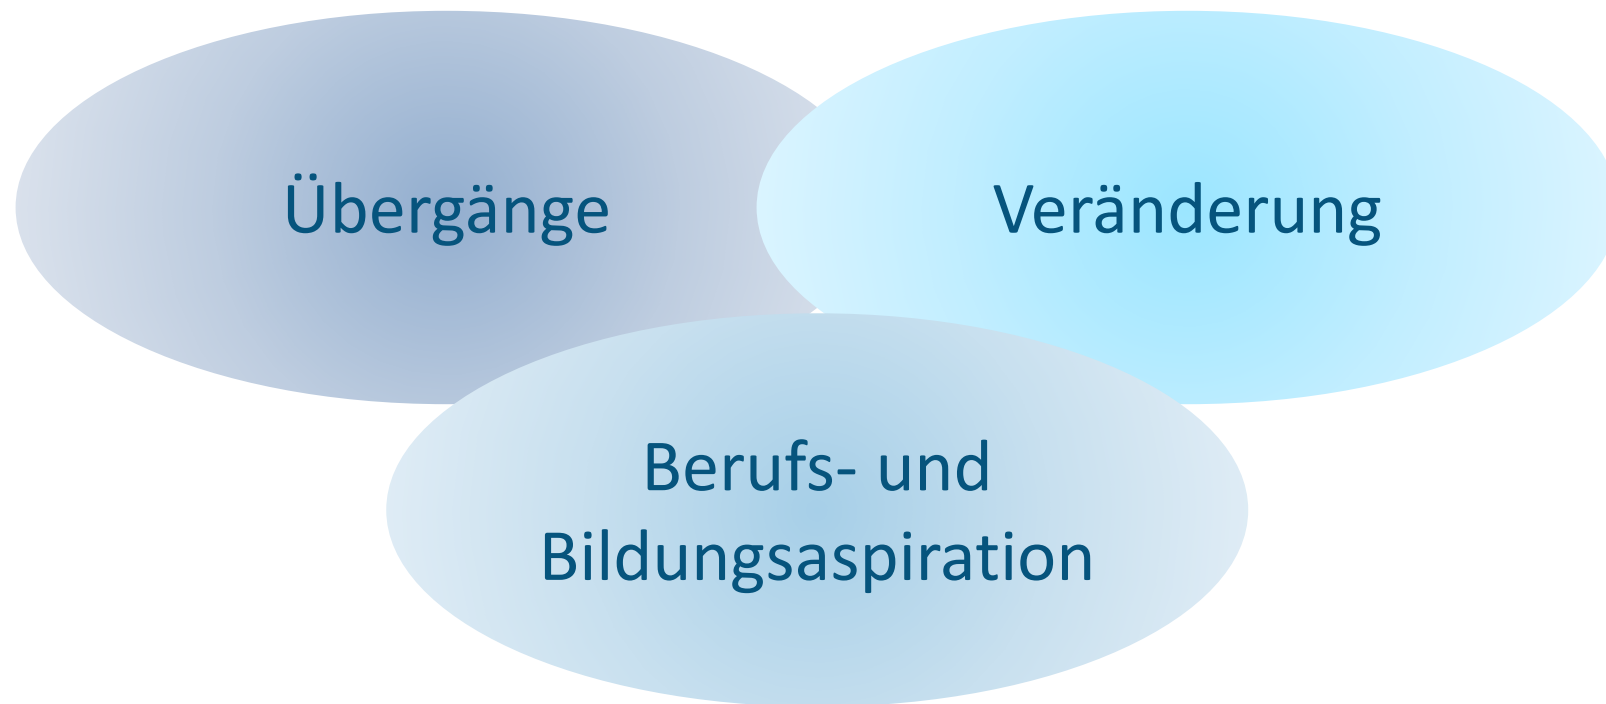 Übergänge
Veränderung
Berufs- und
Bildungsaspiration